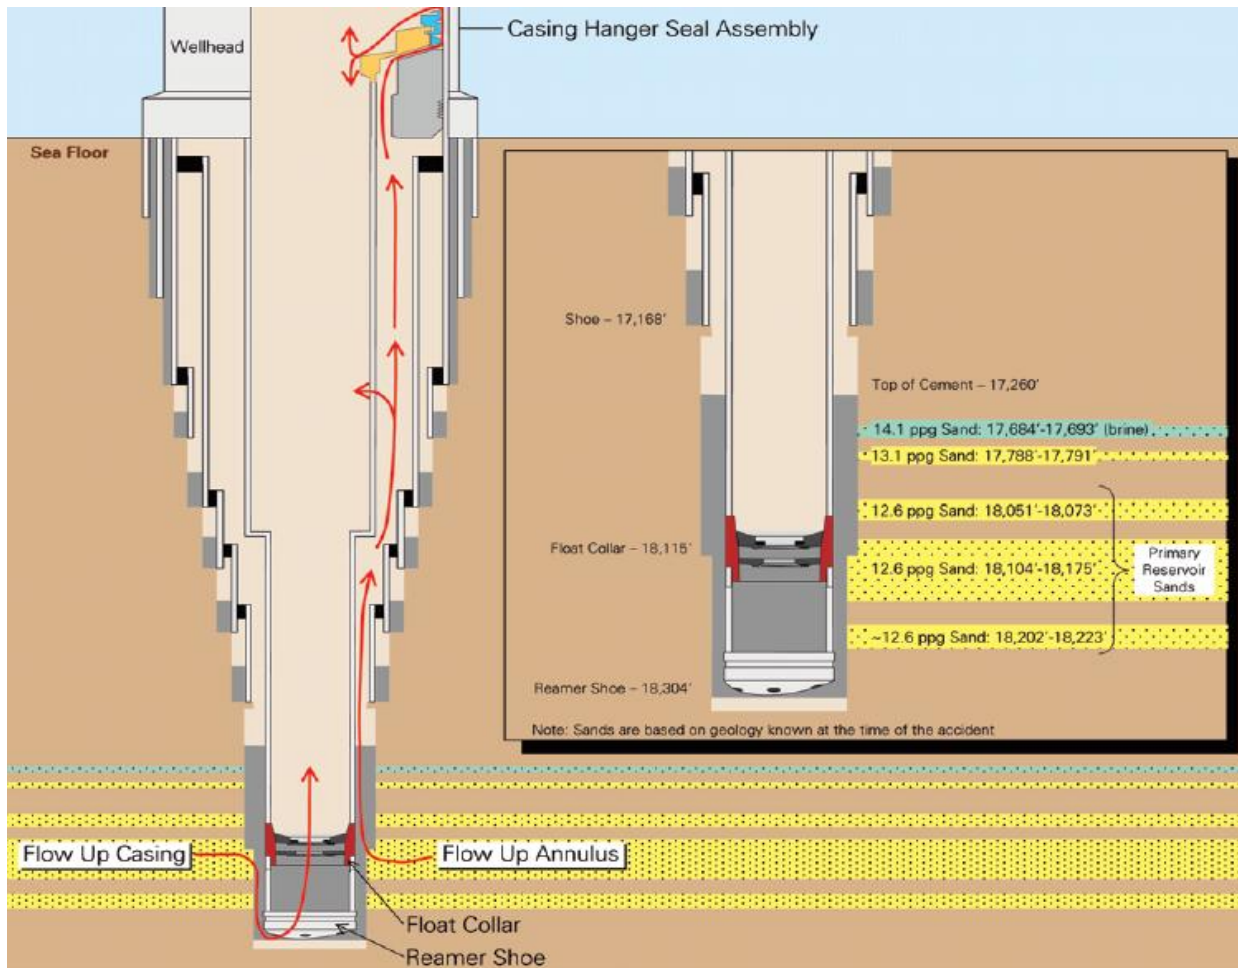 Wellhead
Casing Hanger Seal Assembly
Sea Floor
Shoe – 17,168'
Top of Cement – 17,260'
14.1 ppg Sand: 17,684'-17,693' (brine)
13.1 ppg Sand: 17,788'-17,791'
12.6 ppg Sand: 18,051'-18,073'
Float Collar – 18,115'
12.6 ppg Sand: 18,104'-18,175'
Primary
Reservoir
Sands
~12.6 ppg Sand: 18,202'-18,223'
Reamer Shoe – 18,304'
Note: Sands are based on geology known at the time of the accident
Flow Up Casing
Flow Up Annulus
Float Collar
Reamer Shoe